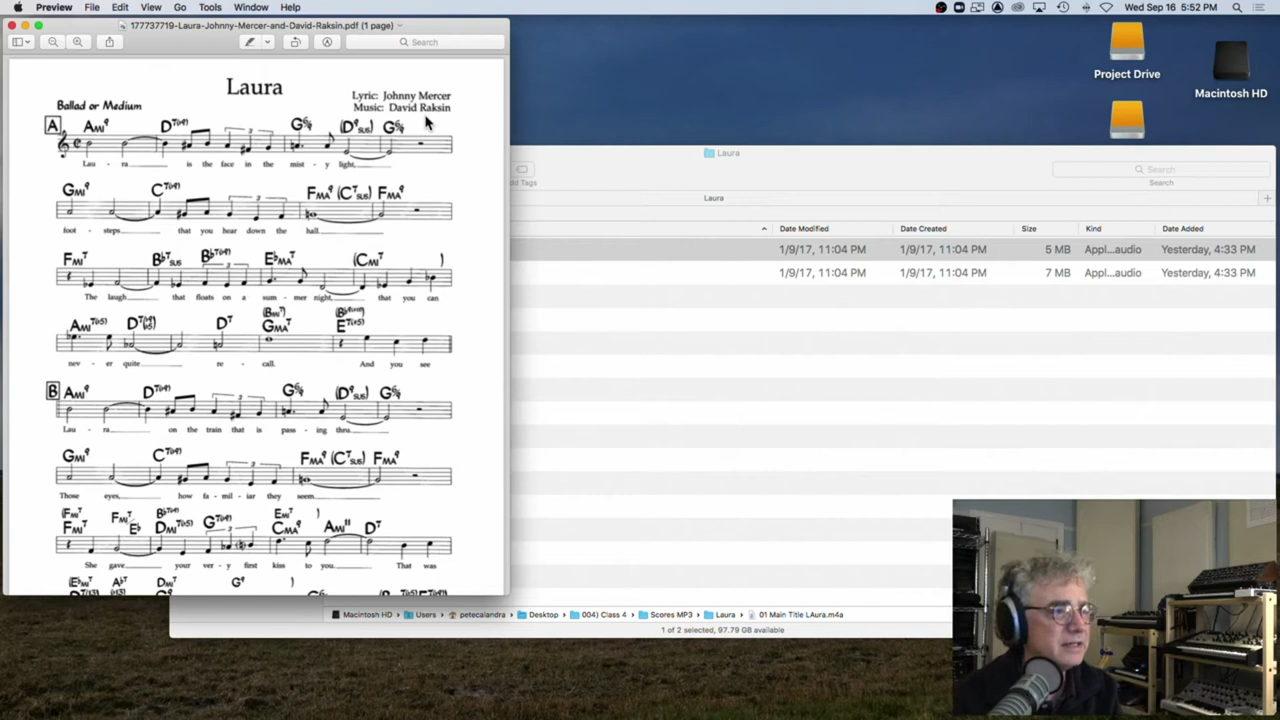 Preview File Edit View Go Tools Window Help
Wed Sep 16 5:52 PM
177737719-Laura-Johnny-Mercer-and-David-Raksin.pdf (1 page)
Search
Project Drive
Macintosh HD
Laura
Ballad or Medium
Lyric: Johnny Mercer
Music: David Raksin
A
Lau - ra is the face in the mist - y light,
foot - steps that you hear down the hall.
The laugh that floats on a sum - mer night, that you can
nev - er quite re - call. And you see
B
Lau - ra on the train that is pass - ing thru.
Those eyes, how fa - mil - iar they seem.
She gave your ver - y first kiss to you. That was
Laura
Add Tags
Search
Search
Laura
Date Modified Date Created Size Kind Date Added
1/9/17, 11:04 PM 1/9/17, 11:04 PM 5 MB Appl...audio Yesterday, 4:33 PM
1/9/17, 11:04 PM 1/9/17, 11:04 PM 7 MB Appl...audio Yesterday, 4:33 PM
Macintosh HD Users petecalandra Desktop 004) Class 4 Scores MP3 Laura 01 Main Title LAura.m4a
1 of 2 selected, 97.79 GB available